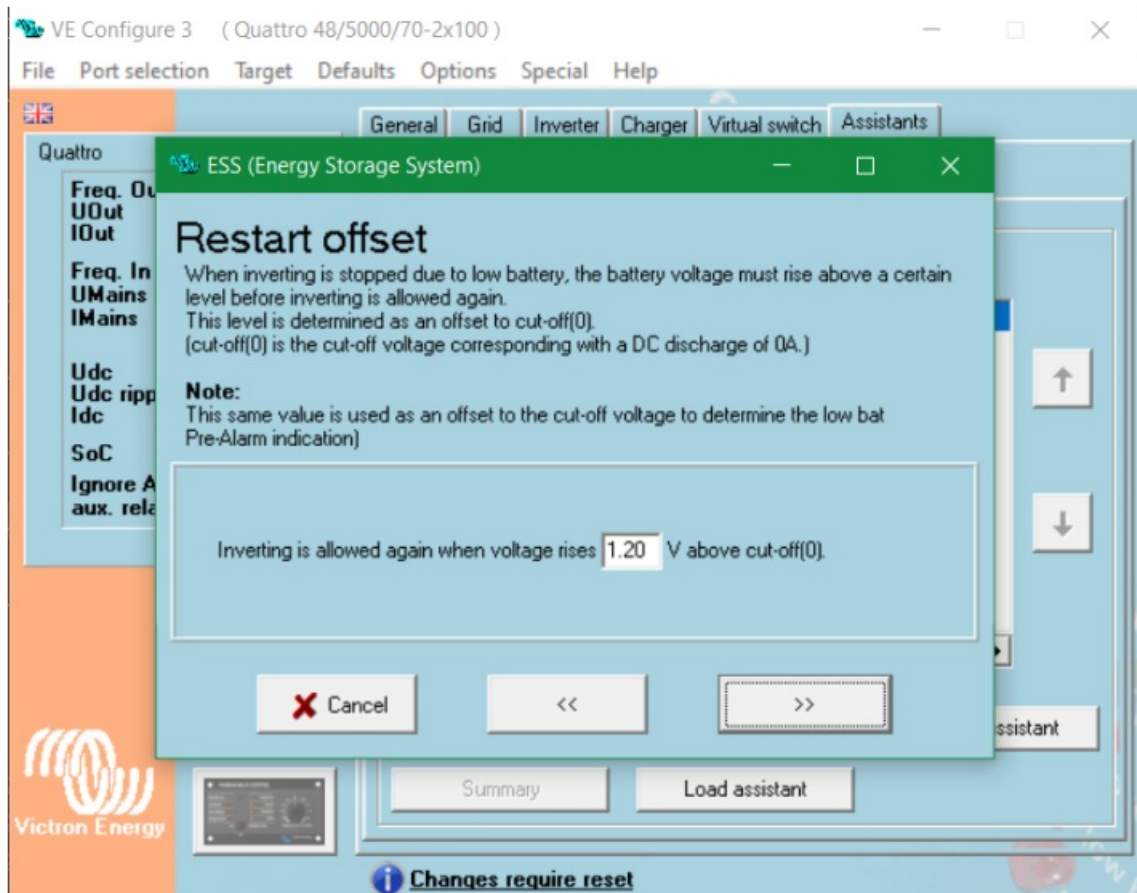 VE Configure 3 ( Quattro 48/5000/70-2x100 )
File Port selection Target Defaults Options Special Help
General Grid Inverter Charger Virtual switch Assistants
Quattro
ESS (Energy Storage System)
Freq. Ou
UOut
IOut
Freq. In
UMains
IMains
Udc
Udc ripp
Idc
SoC
Ignore A
aux. rela
Restart offset
When inverting is stopped due to low battery, the battery voltage must rise above a certain
level before inverting is allowed again.
This level is determined as an offset to cut-off(0).
(cut-off(0) is the cut-off voltage corresponding with a DC discharge of 0A.)
Note:
This same value is used as an offset to the cut-off voltage to determine the low bat
Pre-Alarm indication)
Inverting is allowed again when voltage rises 1.20 V above cut-off(0).
Cancel << >>
ssistant
Summary Load assistant
Victron Energy
Changes require reset